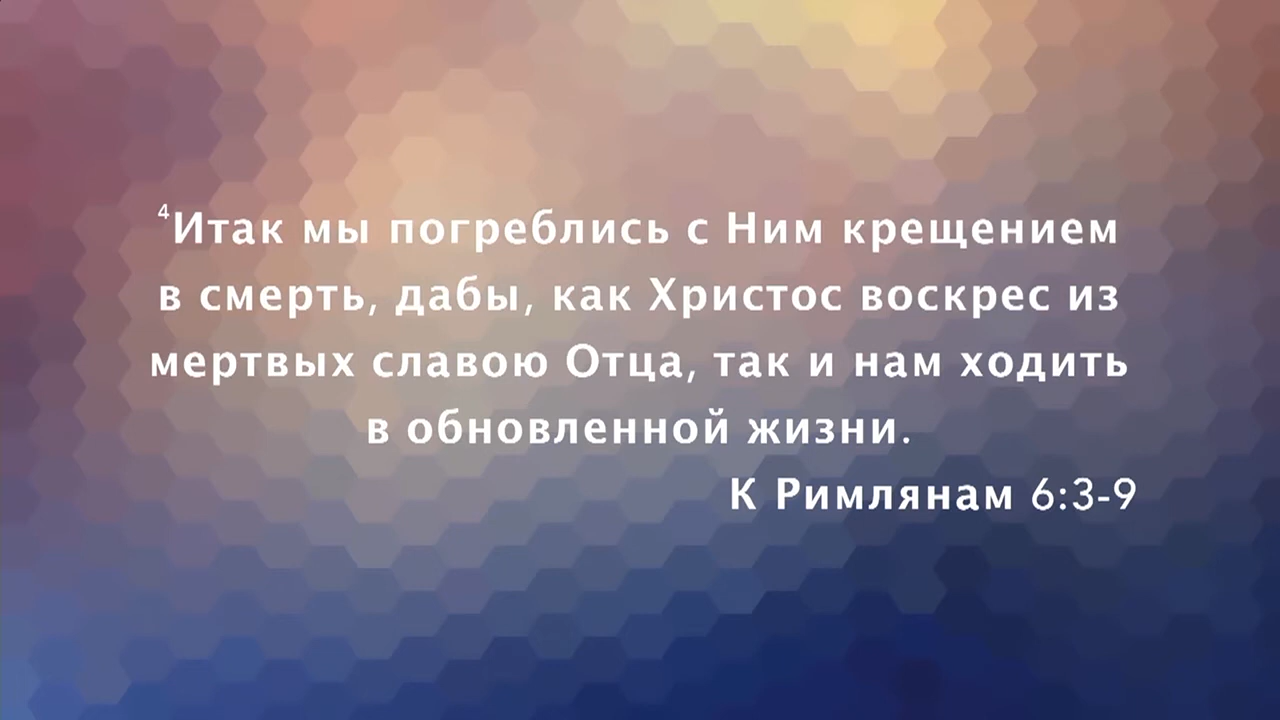 ⁴Итак мы погреблись с Ним крещением
в смерть, дабы, как Христос воскрес из
мертвых славою Отца, так и нам ходить
в обновленной жизни.
К Римлянам 6:3-9